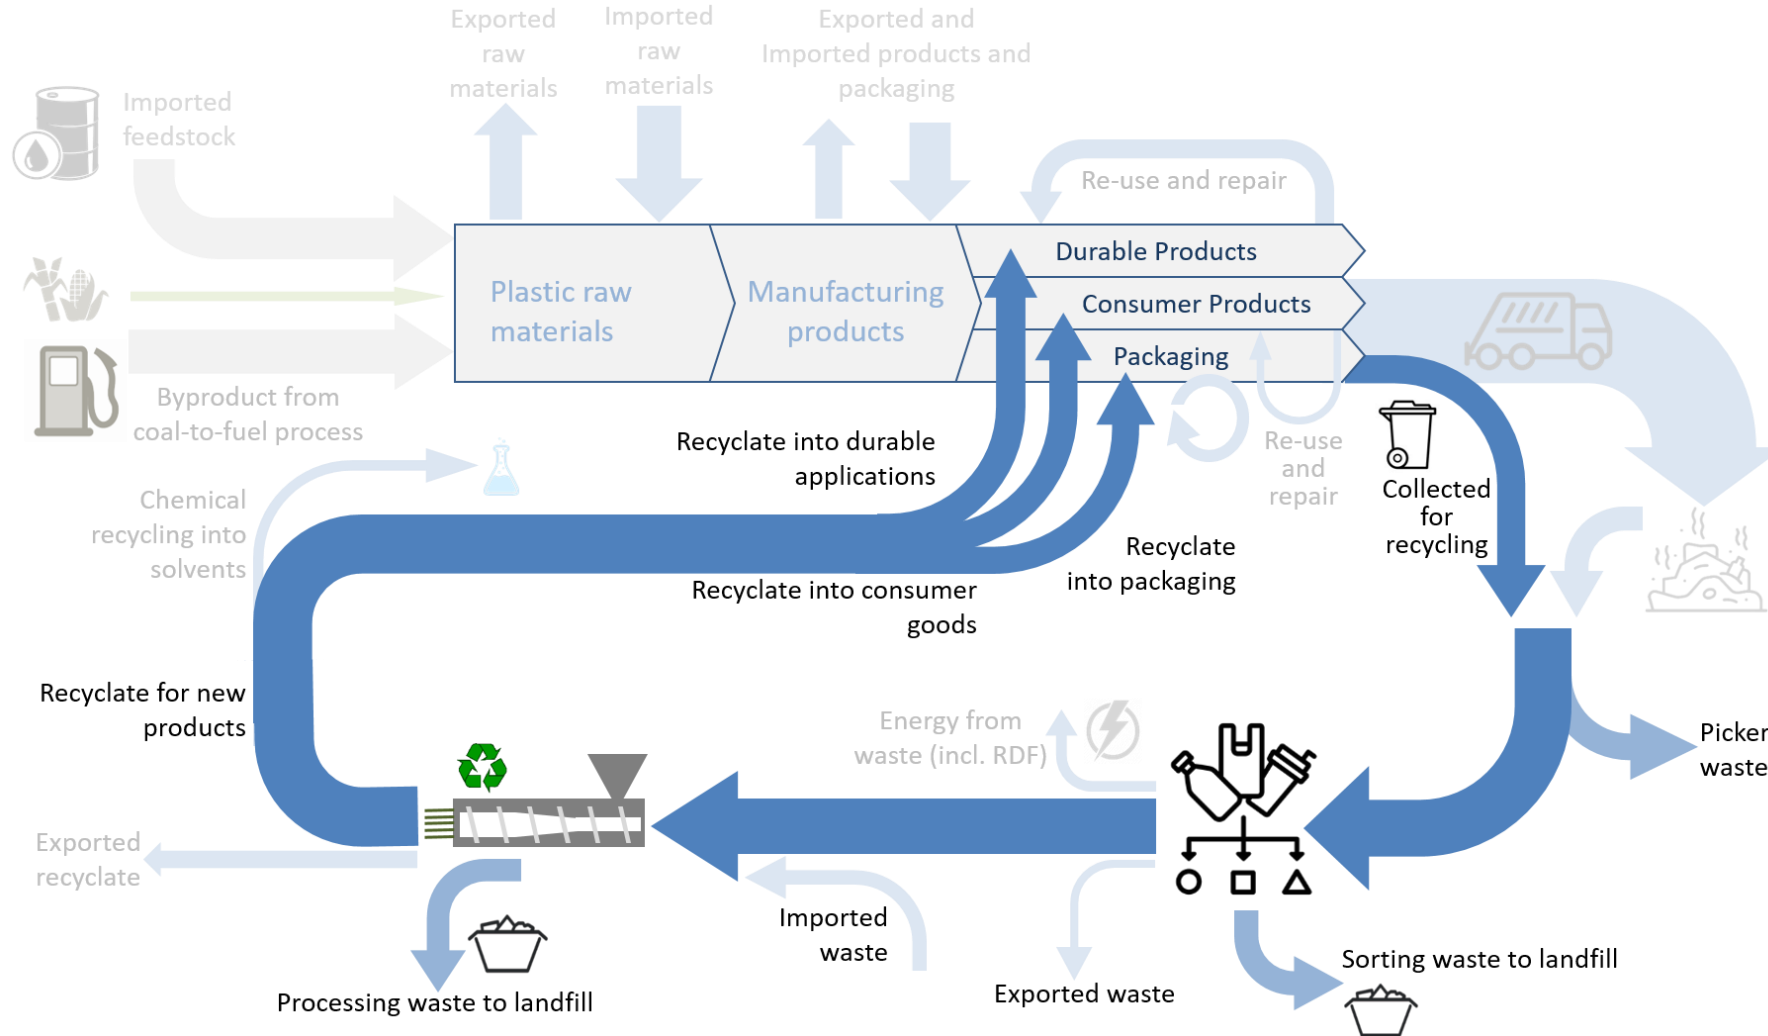 Exported
raw
materials
Imported
raw
materials
Exported and
Imported products and
packaging
Imported
feedstock
Re-use and repair
Plastic raw
materials
Manufacturing
products
Durable Products
Consumer Products
Packaging
Byproduct from
coal-to-fuel process
Recyclate into durable
applications
Re-use
and
repair
Collected
for
recycling
Chemical
recycling into
solvents
Recyclate
into packaging
Recyclate into consumer
goods
Recyclate for new
products
Energy from
waste (incl. RDF)
Picker
waste
Exported
recyclate
Imported
waste
Processing waste to landfill
Exported waste
Sorting waste to landfill